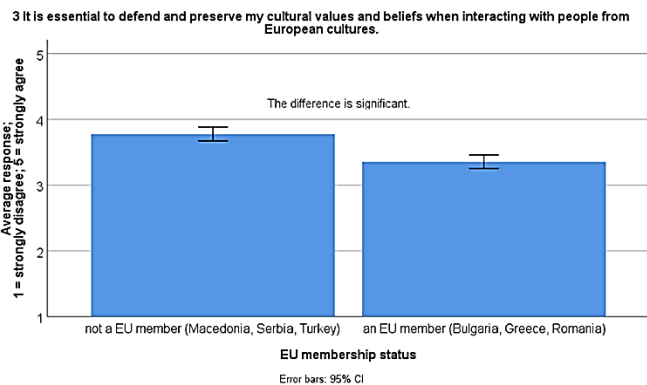 3 It is essential to defend and preserve my cultural values and beliefs when interacting with people from
European cultures.
Average response;
1 = strongly disagree; 5 = strongly agree
5
4
3
2
1
The difference is significant.
not a EU member (Macedonia, Serbia, Turkey)
an EU member (Bulgaria, Greece, Romania)
EU membership status
Error bars: 95% CI